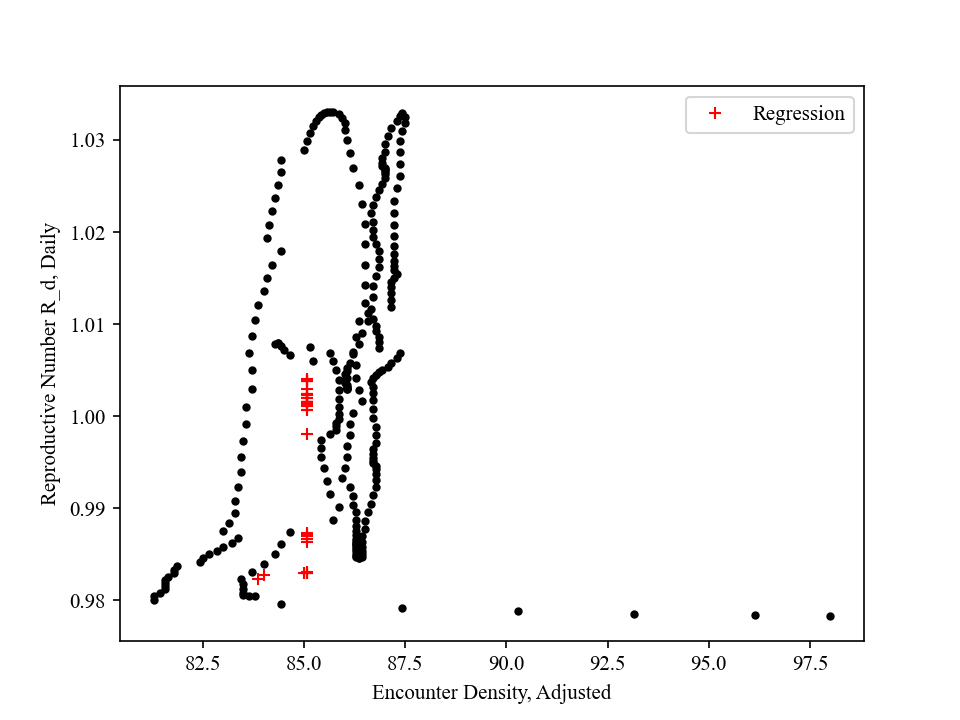 Regression
1.03
1.02
1.01
1.00
0.99
0.98
Reproductive Number R_d, Daily
82.5 85.0 87.5 90.0 92.5 95.0 97.5
Encounter Density, Adjusted